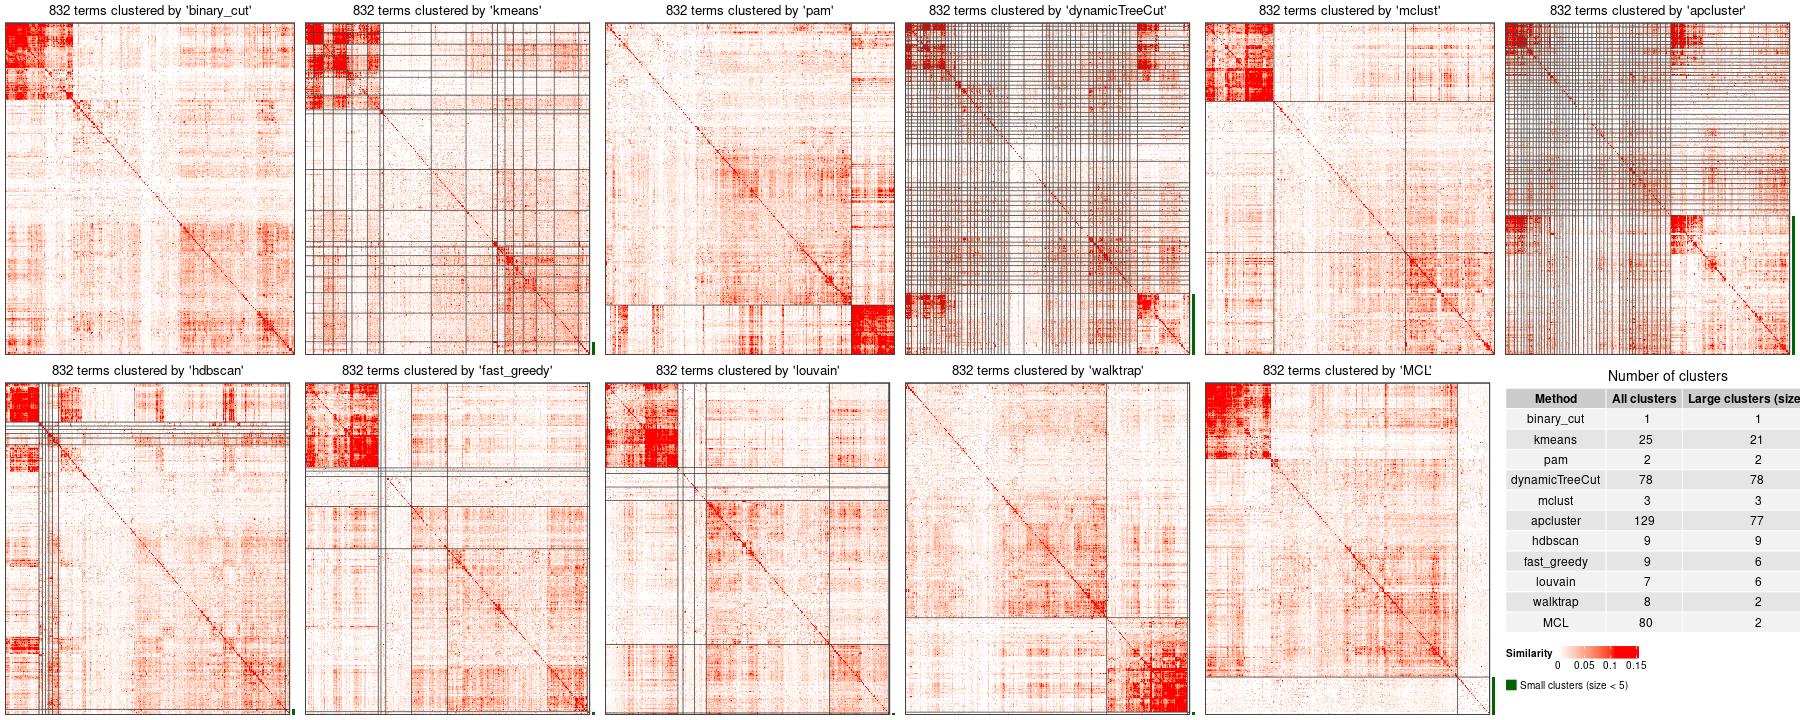 832 terms clustered by 'binary_cut'
832 terms clustered by 'kmeans'
832 terms clustered by 'pam'
832 terms clustered by 'dynamicTreeCut'
832 terms clustered by 'mclust'
832 terms clustered by 'apcluster'
832 terms clustered by 'hdbscan'
832 terms clustered by 'fast_greedy'
832 terms clustered by 'louvain'
832 terms clustered by 'walktrap'
832 terms clustered by 'MCL'
Number of clusters
Method All clusters Large clusters (size
binary_cut 1 1
kmeans 25 21
pam 2 2
dynamicTreeCut 78 78
mclust 3 3
apcluster 129 77
hdbscan 9 9
fast_greedy 9 6
louvain 7 6
walktrap 8 2
MCL 80 2
Similarity
0 0.05 0.1 0.15
Small clusters (size < 5)